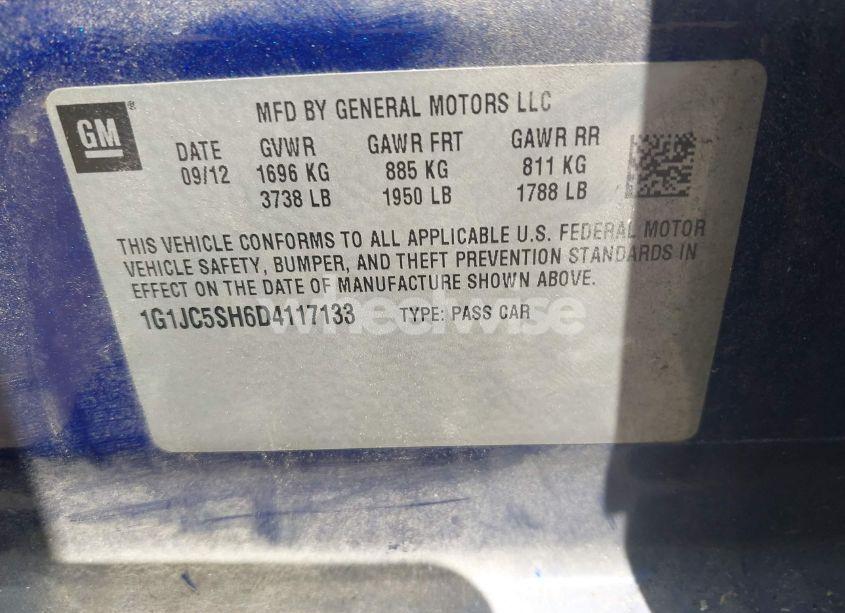 GM®
MFD BY GENERAL MOTORS LLC
DATE GVWR GAWR FRT GAWR RR
09/12 1696 KG 885 KG 811 KG
3738 LB 1950 LB 1788 LB
THIS VEHICLE CONFORMS TO ALL APPLICABLE U.S. FEDERAL MOTOR
VEHICLE SAFETY, BUMPER, AND THEFT PREVENTION STANDARDS IN
EFFECT ON THE DATE OF MANUFACTURE SHOWN ABOVE.
1G1JC5SH6D4117133 TYPE: PASS CAR
wheelwise